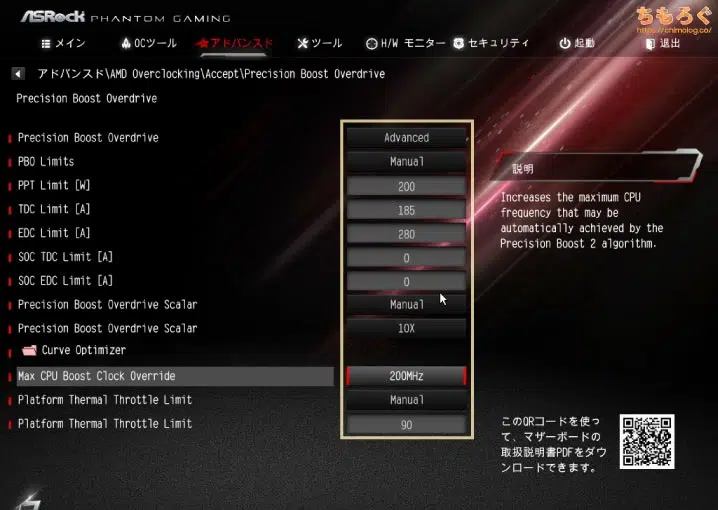 ASRock PHANTOM GAMING
ちもろぐ
https://chimolog.co/
メイン OCツール アドバンスド ツール H/W モニター セキュリティ 起動 退出
アドバンスド\AMD Overclocking\Accept\Precision Boost Overdrive
Precision Boost Overdrive
Precision Boost Overdrive Advanced
PBO Limits Manual
PPT Limit [W] 200
TDC Limit [A] 185
EDC Limit [A] 280
SOC TDC Limit [A] 0
SOC EDC Limit [A] 0
Precision Boost Overdrive Scalar Manual
Precision Boost Overdrive Scalar 10X
Curve Optimizer
Max CPU Boost Clock Override 200MHz
Platform Thermal Throttle Limit Manual
Platform Thermal Throttle Limit 90
説明
Increases the maximum CPU
frequency that may be
automatically achieved by the
Precision Boost 2 algorithm.
このQRコードを使っ
て、マザーボードの
取扱説明書PDFをダウ
ンロードできます。